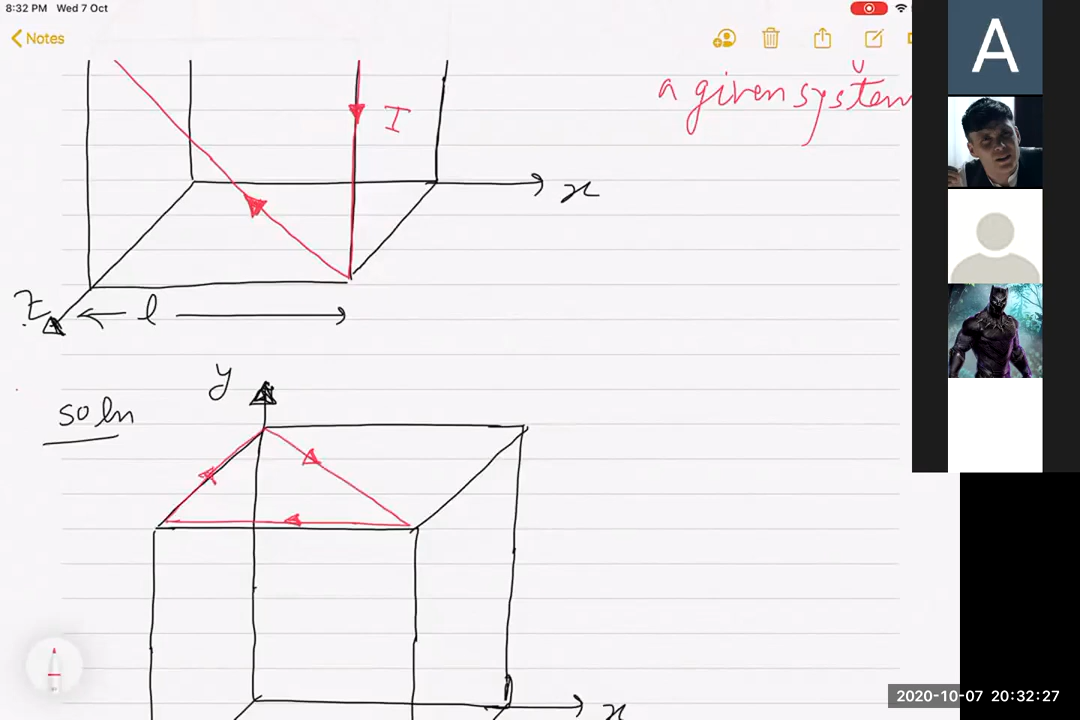 8:32 PM Wed 7 Oct
Notes
a given system
I
x
z
l
y
soln
x
A
2020-10-07 20:32:27